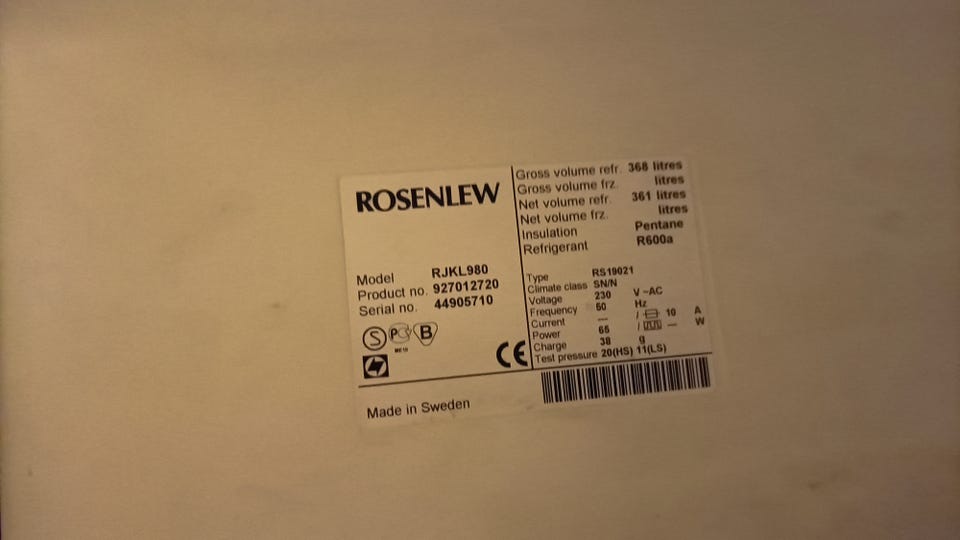 ROSENLEW
Model RJKL980
Product no. 927012720
Serial no. 44905710
S
B
CE
Made in Sweden
Gross volume refr. 368 litres
Gross volume frz. litres
Net volume refr. 361 litres
Net volume frz. litres
Insulation Pentane
Refrigerant R600a
Type RS19021
Climate class SN/N
Voltage 230 V ~AC
Frequency 50 Hz
Current — / 10 A
Power 65 / — W
Charge 38 g
Test pressure 20(HS) 11(LS)